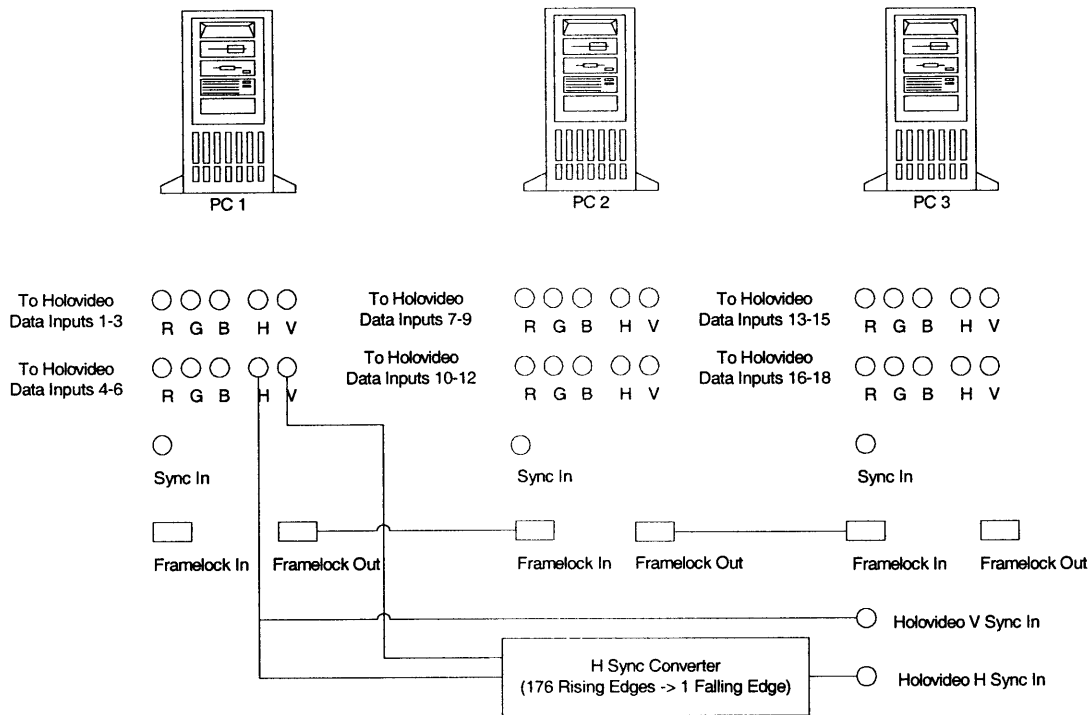 PC 1
PC 2
PC 3
To Holovideo
Data Inputs 1-3
R G B H V
To Holovideo
Data Inputs 7-9
R G B H V
To Holovideo
Data Inputs 13-15
R G B H V
To Holovideo
Data Inputs 4-6
R G B H V
To Holovideo
Data Inputs 10-12
R G B H V
To Holovideo
Data Inputs 16-18
R G B H V
Sync In
Sync In
Sync In
Framelock In
Framelock Out
Framelock In
Framelock Out
Framelock In
Framelock Out
Holovideo V Sync In
H Sync Converter
(176 Rising Edges -> 1 Falling Edge)
Holovideo H Sync In